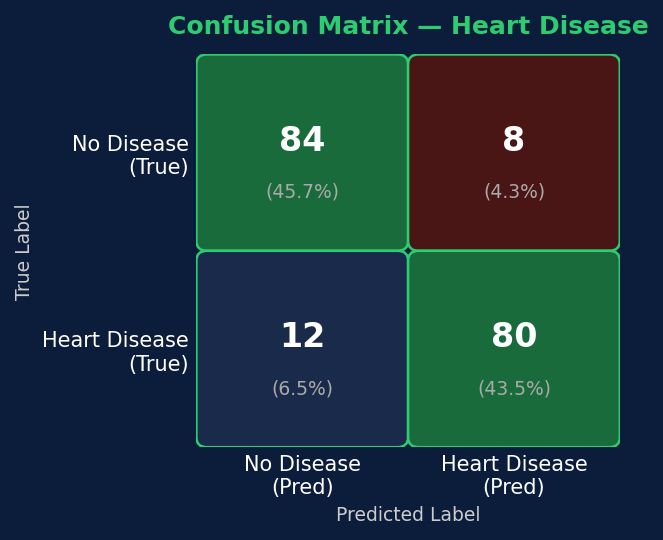 Confusion Matrix — Heart Disease
No Disease
(True)
84
(45.7%)
8
(4.3%)
True Label
Heart Disease
(True)
12
(6.5%)
80
(43.5%)
No Disease
(Pred)
Heart Disease
(Pred)
Predicted Label